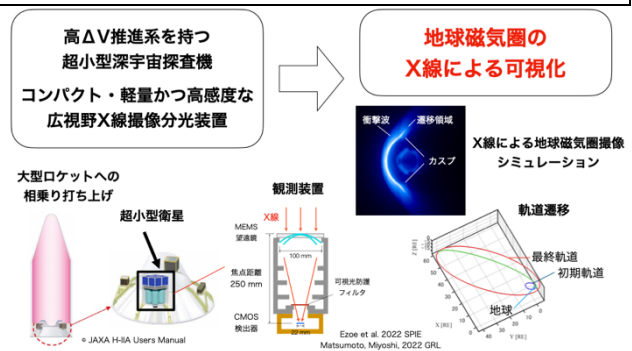 高ΔV推進系を持つ
超小型深宇宙探査機
コンパクト・軽量かつ高感度な
広視野X線撮像分光装置
地球磁気圏の
X線による可視化
衝撃波
遷移領域
カスプ
X線による地球磁気圏撮像
シミュレーション
大型ロケットへの
相乗り打ち上げ
超小型衛星
© JAXA H-IIA Users Manual
観測装置
X線
MEMS
望遠鏡
100 mm
焦点距離
250 mm
可視光防護
フィルタ
CMOS
検出器
22 mm
Ezoe et al. 2022 SPIE
Matsumoto, Miyoshi, 2022 GRL
軌道遷移
最終軌道
初期軌道
地球
X [RE]
Y [RE]